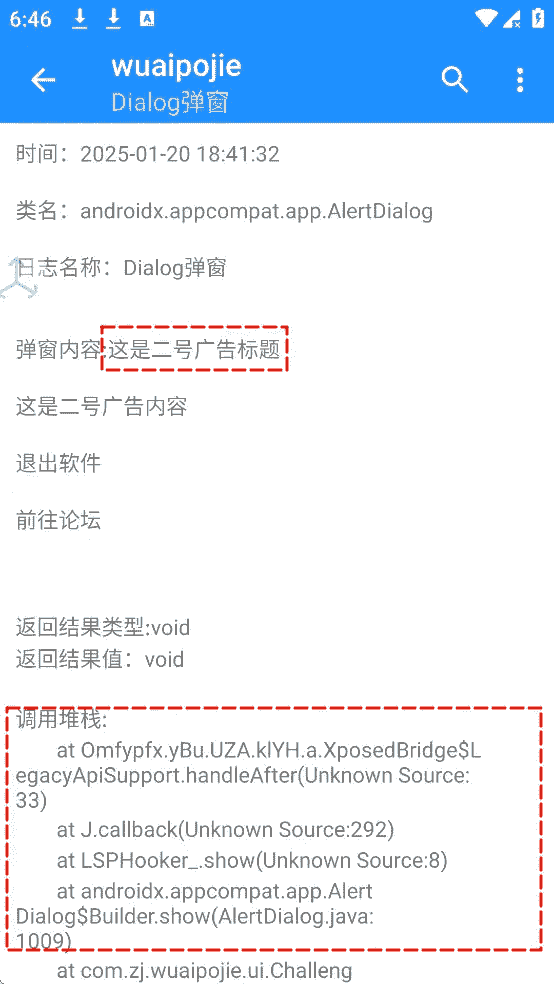 6:46
A
wuaipojie
Dialog弹窗
时间：2025-01-20 18:41:32
类名：androidx.appcompat.app.AlertDialog
日志名称：Dialog弹窗
弹窗内容:这是二号广告标题
这是二号广告内容
退出软件
前往论坛
返回结果类型:void
返回结果值：void
调用堆栈:
at Omfypfx.yBu.UZA.klYH.a.XposedBridge$L
egacyApiSupport.handleAfter(Unknown Source:
33)
at J.callback(Unknown Source:292)
at LSPHooker_.show(Unknown Source:8)
at androidx.appcompat.app.Alert
Dialog$Builder.show(AlertDialog.java:
1009)
at com.zj.wuaipojie.ui.Challeng